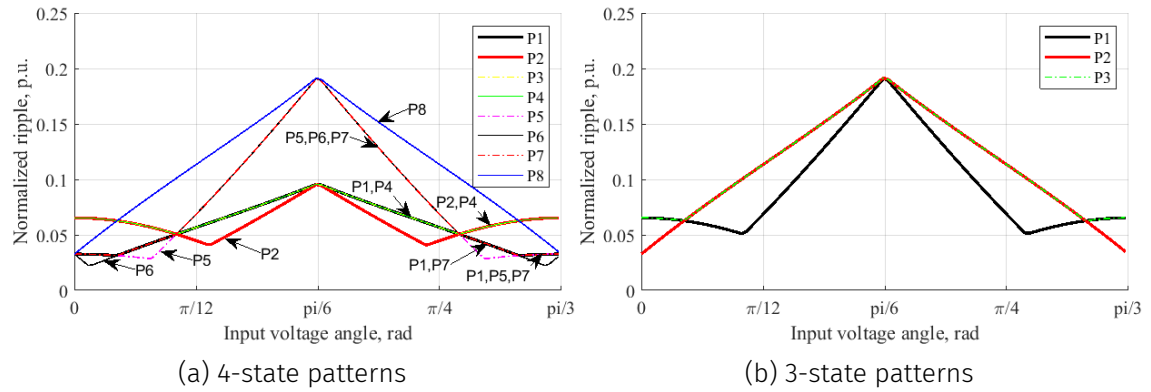 0.25
0.2
0.15
0.1
0.05
0
Normalized ripple, p.u.
P1
P2
P3
P4
P5
P6
P7
P8
P8
P5,P6,P7
P1,P4
P2,P4
P2
P5
P6
P1,P7
P1,P5,P7
0 π/12 pi/6 π/4 pi/3
Input voltage angle, rad
(a) 4-state patterns
0.25
0.2
0.15
0.1
0.05
0
Normalized ripple, p.u.
P1
P2
P3
0 π/12 pi/6 π/4 pi/3
Input voltage angle, rad
(b) 3-state patterns